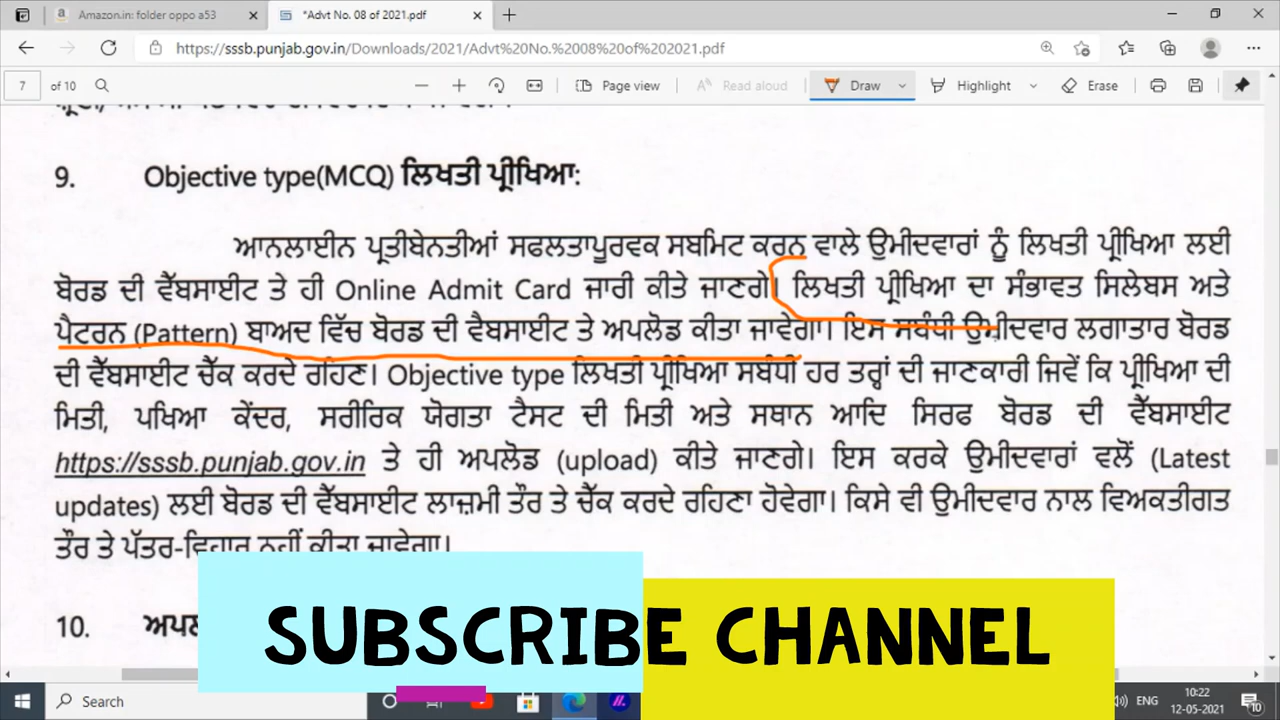 Amazon.in: folder oppo a53
*Advt No. 08 of 2021.pdf
https://sssb.punjab.gov.in/Downloads/2021/Advt%20No.%2008%20of%202021.pdf
7 of 10 Page view Read aloud Draw Highlight Erase
9. Objective type(MCQ) ਲਿਖਤੀ ਪ੍ਰੀਖਿਆ:
ਆਨਲਾਈਨ ਪ੍ਰਤੀਬੇਨਤੀਆਂ ਸਫਲਤਾਪੂਰਵਕ ਸਬਮਿਟ ਕਰਨ ਵਾਲੇ ਉਮੀਦਵਾਰਾਂ ਨੂੰ ਲਿਖਤੀ ਪ੍ਰੀਖਿਆ ਲਈ
ਬੋਰਡ ਦੀ ਵੈੱਬਸਾਈਟ ਤੇ ਹੀ Online Admit Card ਜਾਰੀ ਕੀਤੇ ਜਾਣਗੇ। ਲਿਖਤੀ ਪ੍ਰੀਖਿਆ ਦਾ ਸੰਭਾਵਤ ਸਿਲੇਬਸ ਅਤੇ
ਪੈਟਰਨ (Pattern) ਬਾਅਦ ਵਿੱਚ ਬੋਰਡ ਦੀ ਵੈਬਸਾਈਟ ਤੇ ਅਪਲੋਡ ਕੀਤਾ ਜਾਵੇਗਾ। ਇਸ ਸਬੰਧੀ ਉਮੀਦਵਾਰ ਲਗਾਤਾਰ ਬੋਰਡ
ਦੀ ਵੈੱਬਸਾਈਟ ਚੈੱਕ ਕਰਦੇ ਰਹਿਣ। Objective type ਲਿਖਤੀ ਪ੍ਰੀਖਿਆ ਸਬੰਧੀ ਹਰ ਤਰ੍ਹਾਂ ਦੀ ਜਾਣਕਾਰੀ ਜਿਵੇਂ ਕਿ ਪ੍ਰੀਖਿਆ ਦੀ
ਮਿਤੀ, ਪਖਿਆ ਕੇਂਦਰ, ਸਰੀਰਿਕ ਯੋਗਤਾ ਟੈਸਟ ਦੀ ਮਿਤੀ ਅਤੇ ਸਥਾਨ ਆਦਿ ਸਿਰਫ ਬੋਰਡ ਦੀ ਵੈੱਬਸਾਈਟ
https://sssb.punjab.gov.in ਤੇ ਹੀ ਅਪਲੋਡ (upload) ਕੀਤੇ ਜਾਣਗੇ। ਇਸ ਕਰਕੇ ਉਮੀਦਵਾਰਾਂ ਵਲੋਂ (Latest
updates) ਲਈ ਬੋਰਡ ਦੀ ਵੈੱਬਸਾਈਟ ਲਾਜ਼ਮੀ ਤੌਰ ਤੇ ਚੈੱਕ ਕਰਦੇ ਰਹਿਣਾ ਹੋਵੇਗਾ। ਕਿਸੇ ਵੀ ਉਮੀਦਵਾਰ ਨਾਲ ਵਿਅਕਤੀਗਤ
ਤੌਰ ਤੇ ਪੱਤਰ-ਵਿਹਾਰ ਨਹੀਂ ਕੀਤਾ ਜਾਵੇਗਾ।
10.
SUBSCRIBE CHANNEL
Search ENG 10:22
12-05-2021 10